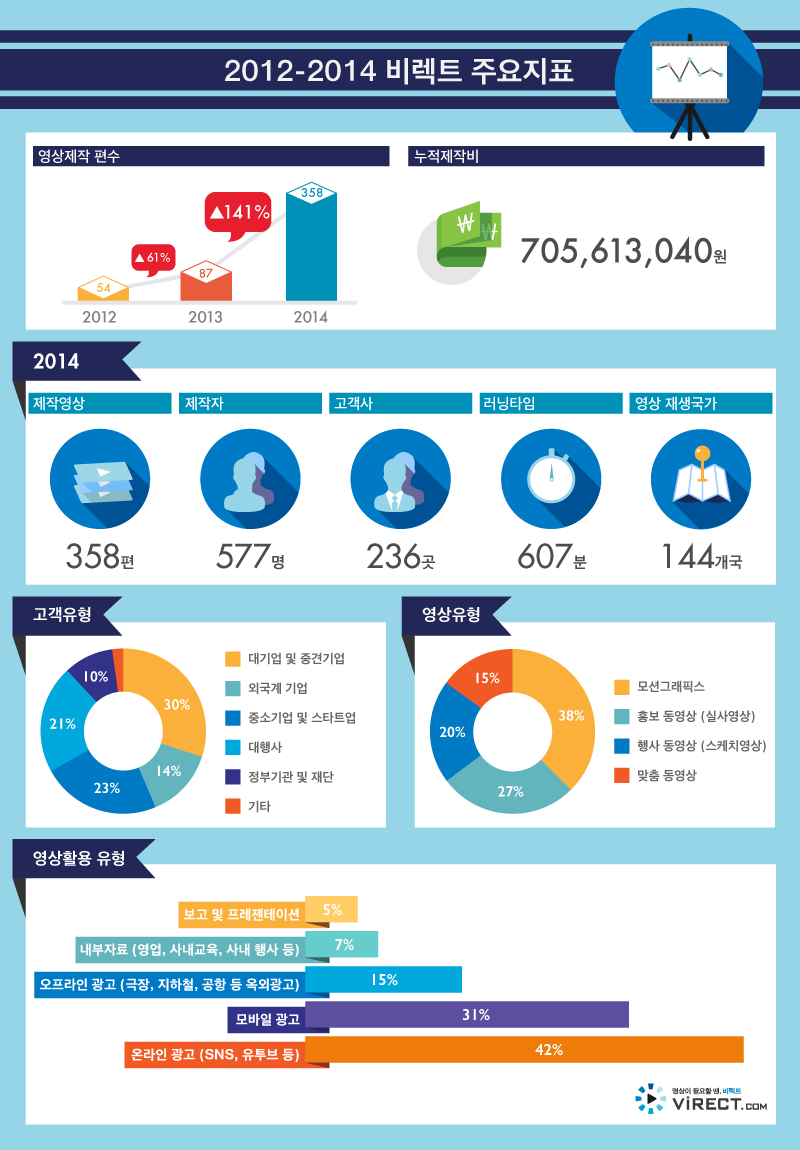 2012-2014 비렉트 주요지표
영상제작 편수
54
▲61%
87
▲141%
358
2012
2013
2014
누적제작비
₩
₩
705,613,040원
2014
제작영상
제작자
고객사
러닝타임
영상 재생국가
358편
577명
236곳
607분
144개국
고객유형
30%
14%
23%
21%
10%
대기업 및 중견기업
외국계 기업
중소기업 및 스타트업
대행사
정부기관 및 재단
기타
영상유형
38%
27%
20%
15%
모션그래픽스
홍보 동영상 (실사영상)
행사 동영상 (스케치영상)
맞춤 동영상
영상활용 유형
보고 및 프레젠테이션 5%
내부자료 (영업, 사내교육, 사내 행사 등) 7%
오프라인 광고 (극장, 지하철, 공항 등 옥외광고) 15%
모바일 광고 31%
온라인 광고 (SNS, 유투브 등) 42%
영상이 필요할 땐, 비렉트
ViRECT.COM